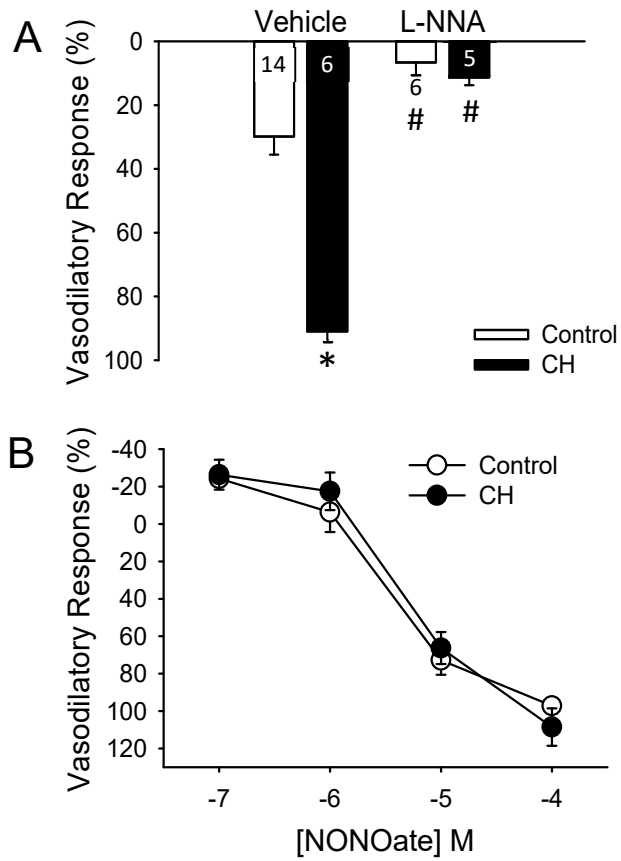 A
Vehicle
L-NNA
Vasodilatory Response (%)
0
20
40
60
80
100
14
6
6
5
#
#
*
Control
CH
B
Vasodilatory Response (%)
-40
-20
0
20
40
60
80
100
120
Control
CH
-7
-6
-5
-4
[NONOate] M